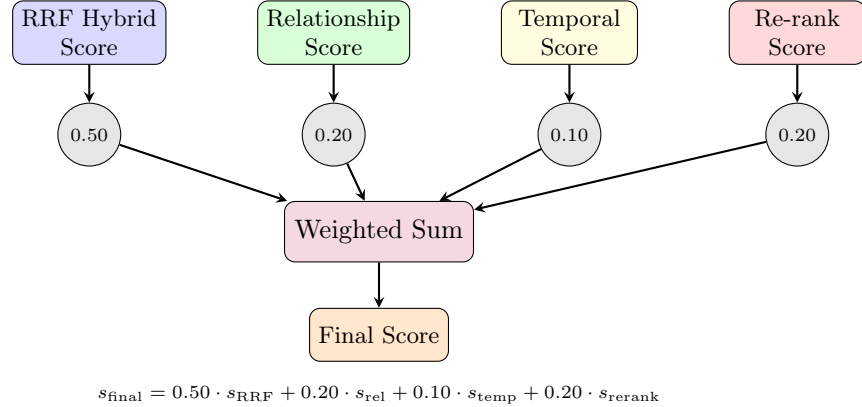 RRF Hybrid
Score
Relationship
Score
Temporal
Score
Re-rank
Score
0.50
0.20
0.10
0.20
Weighted Sum
Final Score
s_final = 0.50 · s_RRF + 0.20 · s_rel + 0.10 · s_temp + 0.20 · s_rerank